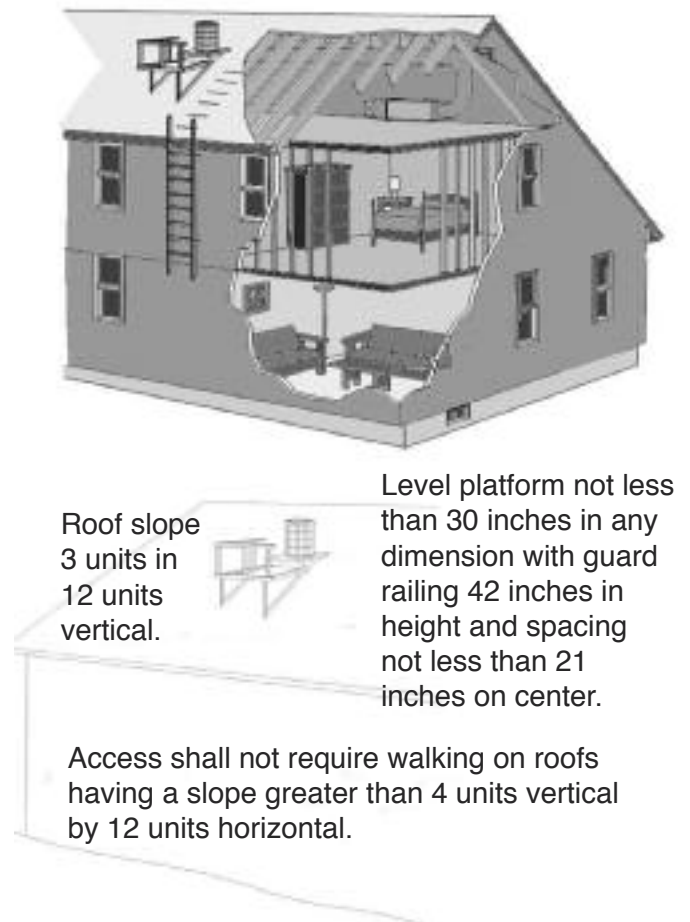 Roof slope
3 units in
12 units
vertical.
Level platform not less
than 30 inches in any
dimension with guard
railing 42 inches in
height and spacing
not less than 21
inches on center.
Access shall not require walking on roofs
having a slope greater than 4 units vertical
by 12 units horizontal.